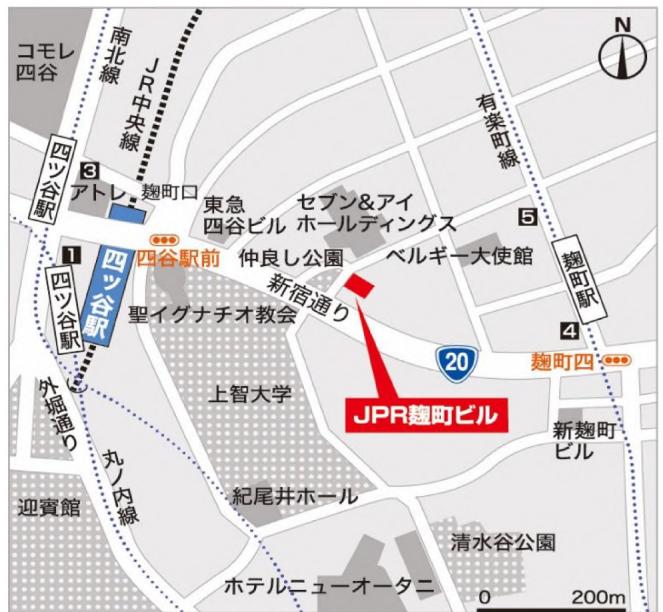 コモレ
四谷
南北線
JR中央線
N
有楽町線
四ツ谷駅
3
アトレ
麹町口
東急
四谷ビル
セブン&アイ
ホールディングス
5
1
四谷駅前
仲良し公園
ベルギー大使館
麹町駅
四ツ谷駅
四ツ谷駅
聖イグナチオ教会
新宿通り
4
20
麹町四
外堀通り
上智大学
JPR麹町ビル
新麹町
ビル
丸ノ内線
迎賓館
紀尾井ホール
清水谷公園
ホテルニューオータニ
0 200m